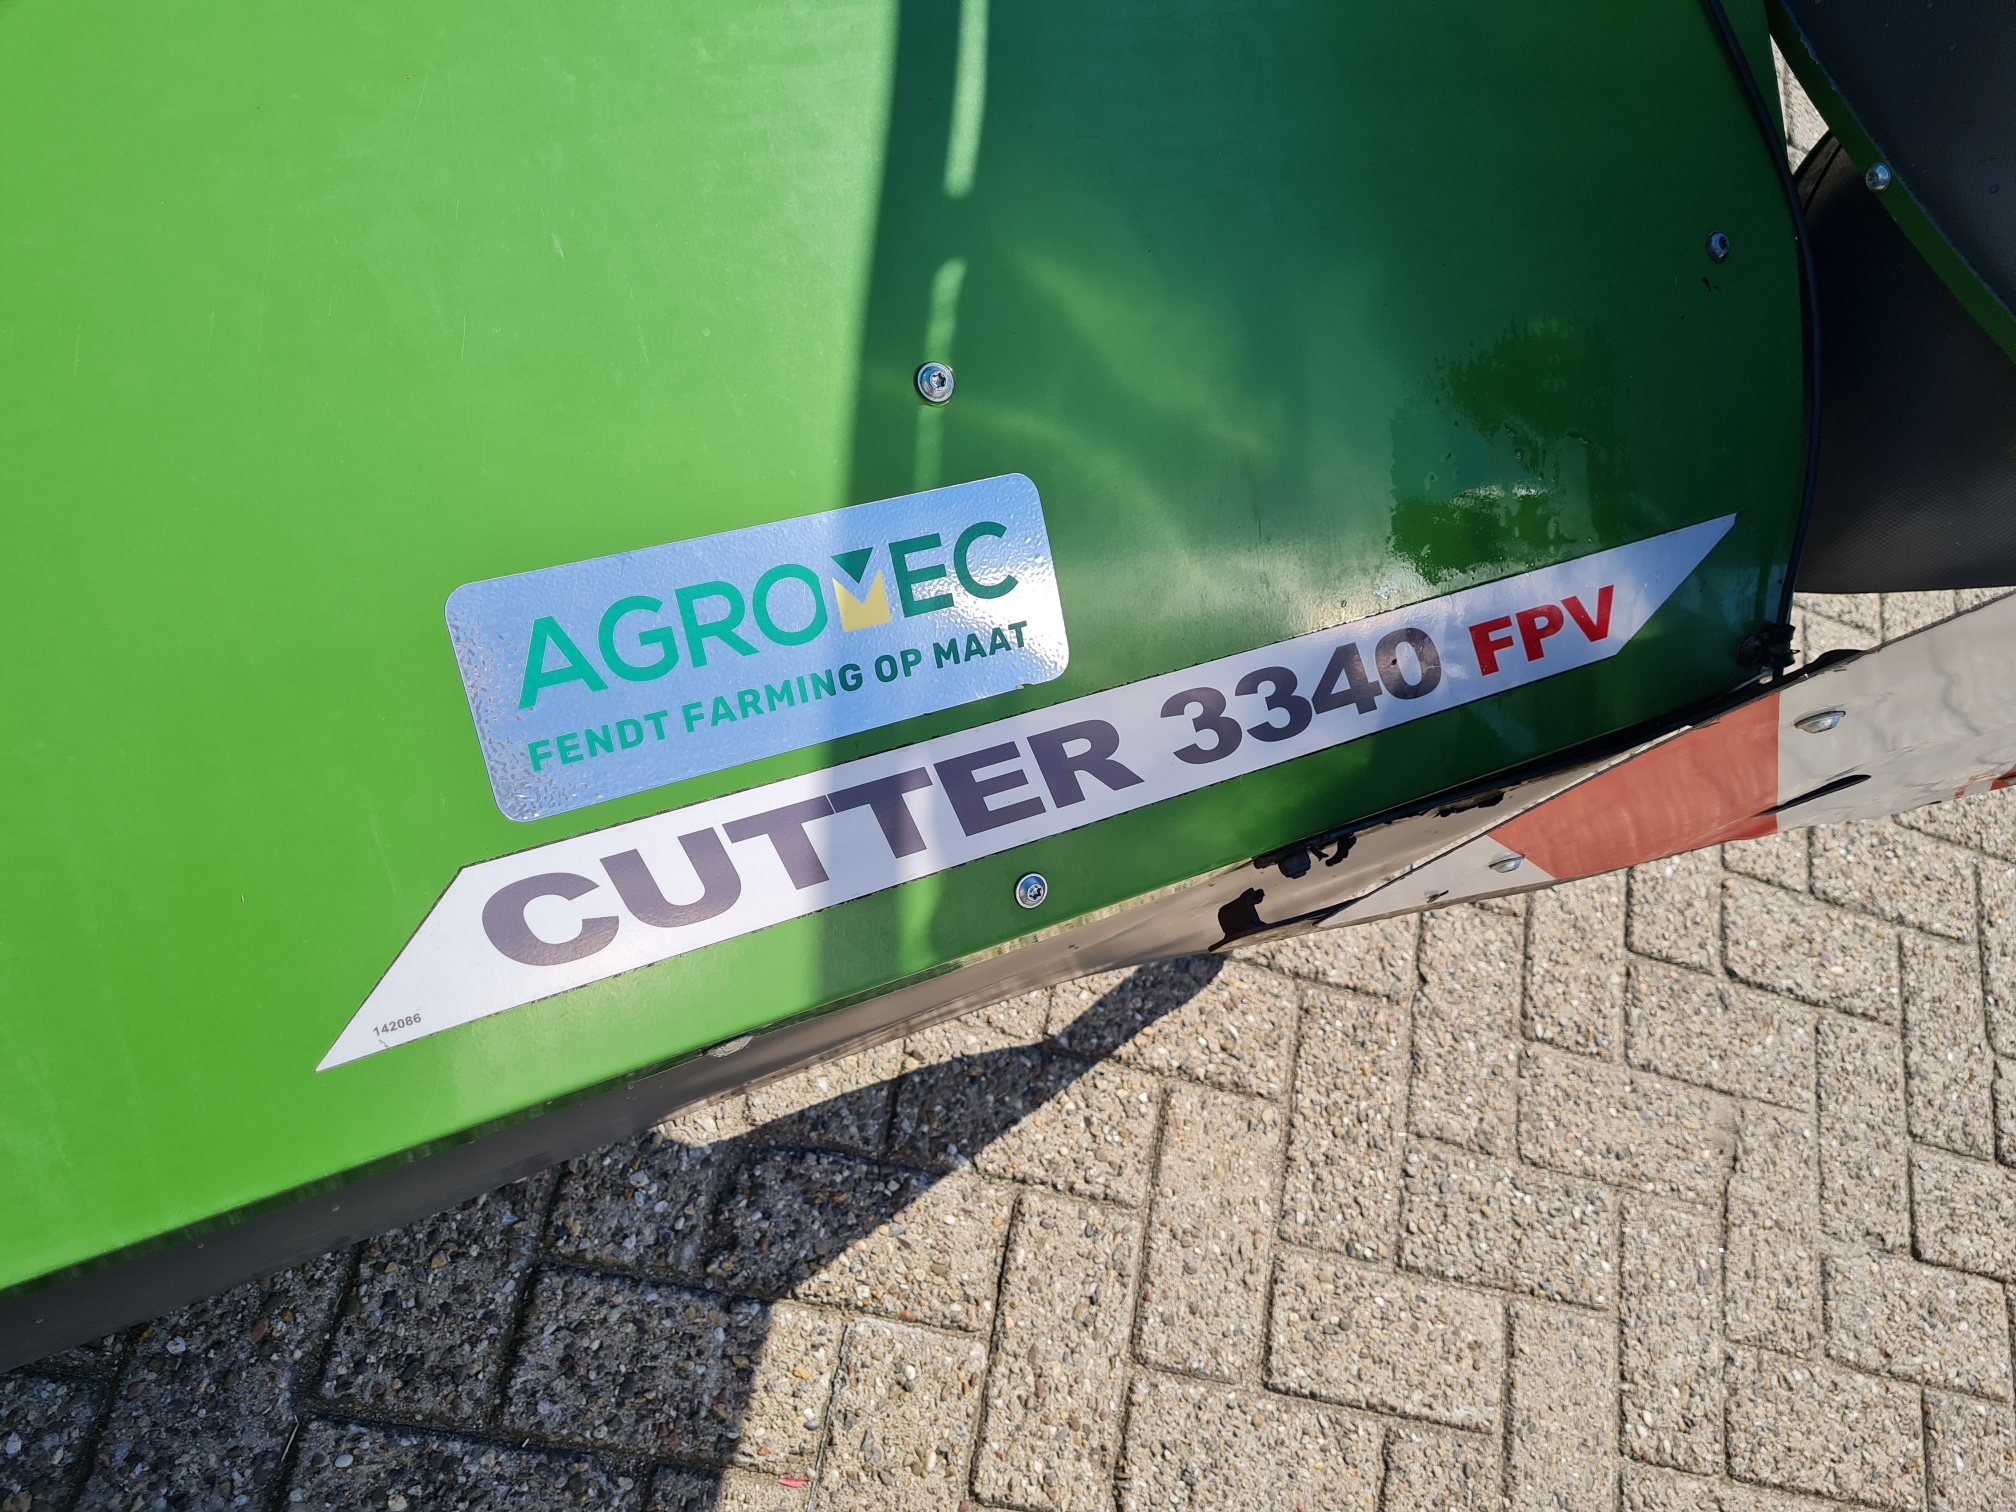 AGROMEC
FENDT FARMING OP MAAT
CUTTER 3340 FPV
142086